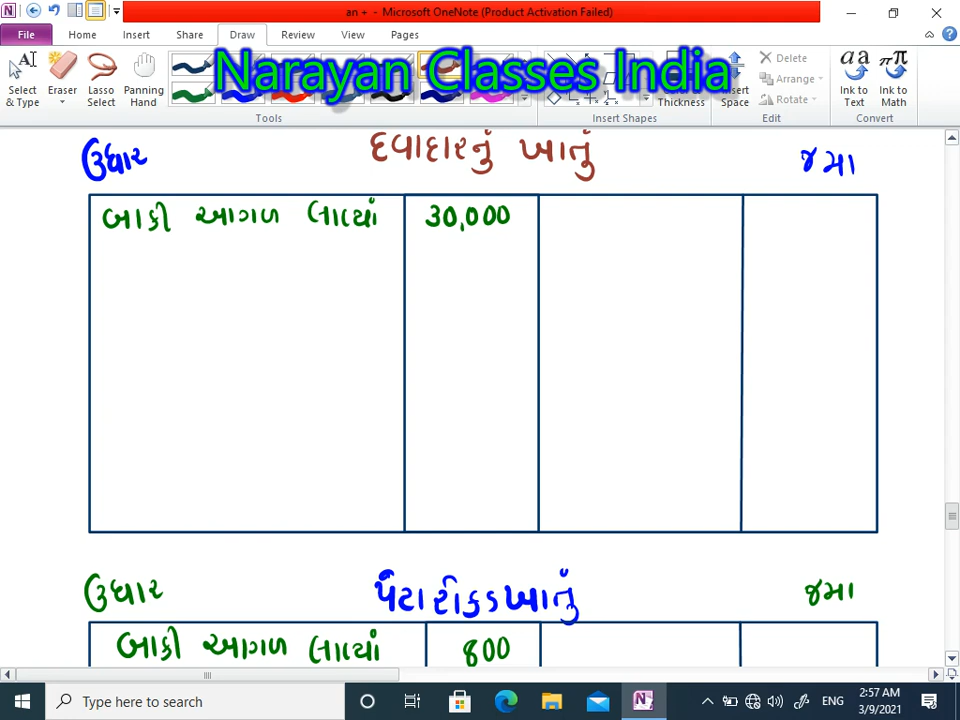 an + - Microsoft OneNote (Product Activation Failed)
File Home Insert Share Draw Review View Pages
Narayan Classes India
Select & Type
Eraser
Lasso Select
Panning Hand
Thickness
Insert Space
Delete
Arrange
Rotate
Ink to Text
Ink to Math
Tools
Insert Shapes
Edit
Convert
ઉધાર દેવાદારનું ખાતું જમા
બાકી આગળ લાવ્યાં 30,000
ઉધાર ખાતું જમા
બાકી આગળ લાવ્યાં 800
Type here to search
ENG
2:57 AM
3/9/2021